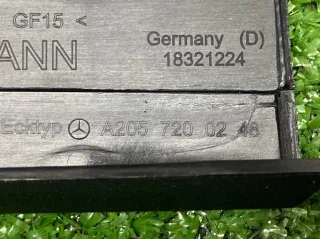 GF15 <
ANN
Germany (D)
18321224
Ecktyp A205 720 02 48